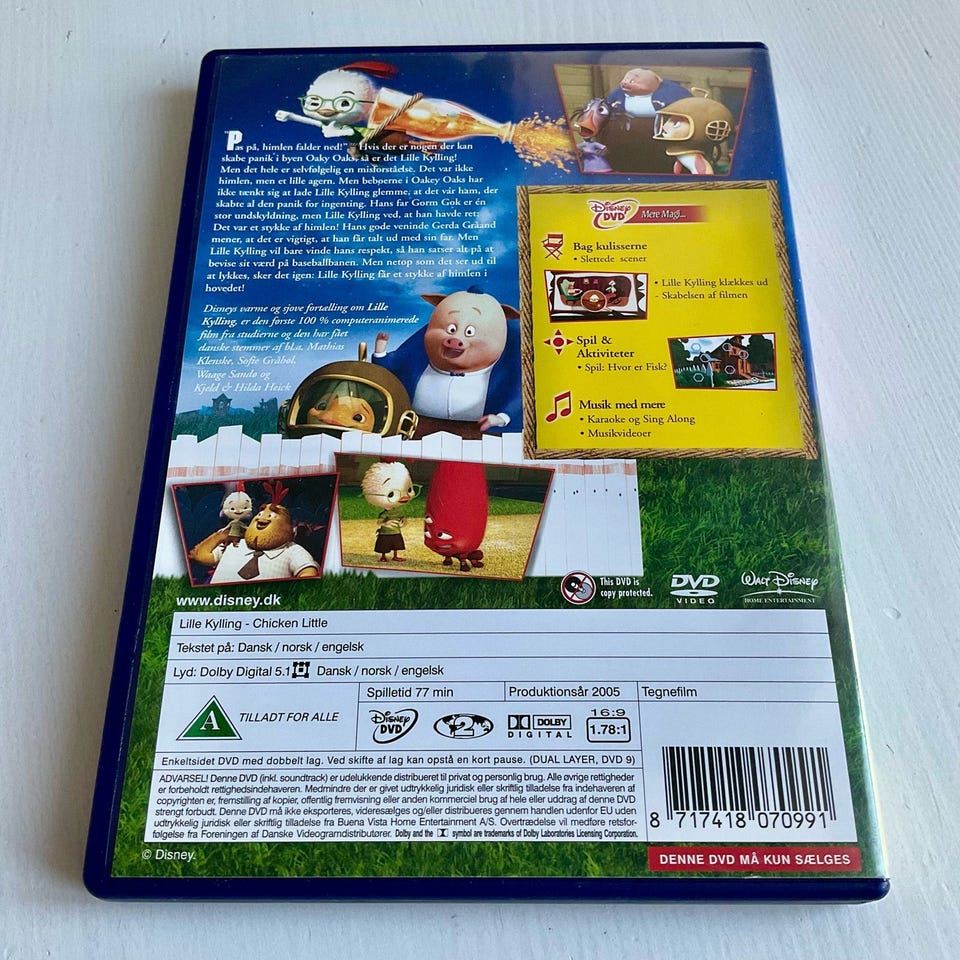 "Pas på, himlen falder ned!" Hvis der er nogen der kan
skabe panik i byen Oaky Oaks, så er det Lille Kylling!
Men det hele er selvfølgelig en misforståelse. Det var ikke
himlen, men et lille agern. Men beboerne i Oakey Oaks har
ikke tænkt sig at lade Lille Kylling glemme, at det var ham, der
skabte al den panik for ingenting. Hans far Gorm Gok er én
stor undskyldning, men Lille Kylling ved, at han havde ret:
Det var et stykke af himlen! Hans gode veninde Gerda Gråand
mener, at det er vigtigt, at han får talt ud med sin far. Men
Lille Kylling vil bare vinde hans respekt, så han satser alt på at
bevise sit værd på baseballbanen. Men netop som det ser ud til
at lykkes, sker det igen: Lille Kylling får et stykke af himlen i
hovedet!
Disneys varme og sjove fortælling om Lille
Kylling, er den første 100 % computeranimerede
film fra studierne og den har fået
danske stemmer af bl.a. Mathias
Klenske, Sofie Gråbøl,
Waage Sandø og
Kjeld & Hilda Heick
Disney
DVD
Mere Magi...
Bag kulisserne
• Slettede scener
• Lille Kylling klækkes ud
- Skabelsen af filmen
Spil &
Aktiviteter
• Spil: Hvor er Fisk?
Musik med mere
• Karaoke og Sing Along
• Musikvideoer
www.disney.dk
This DVD is
copy protected.
DVD
VIDEO
WALT DISNEY
HOME ENTERTAINMENT
Lille Kylling - Chicken Little
Tekstet på: Dansk / norsk / engelsk
Lyd: Dolby Digital 5.1 Dansk / norsk / engelsk
Spilletid 77 min
Produktionsår 2005
Tegnefilm
A
TILLADT FOR ALLE
Disney
DVD
2
DOLBY
DIGITAL
16:9
1.78:1
Enkeltsidet DVD med dobbelt lag. Ved skifte af lag kan opstå en kort pause. (DUAL LAYER, DVD 9)
ADVARSEL! Denne DVD (inkl. soundtrack) er udelukkende distribueret til privat og personlig brug. Alle øvrige rettigheder
er forbeholdt rettighedsindehaveren. Medmindre der er givet udtrykkelig juridisk eller skriftlig tilladelse fra indehaveren af
copyrighten er, fremstilling af kopier, offentlig fremvisning eller anden kommerciel brug af hele eller uddrag af denne DVD
strengt forbudt. Denne DVD må ikke eksporteres, videresælges og/eller distribueres gennem handlen udenfor EU uden
udtrykkelig juridisk eller skriftlig tilladelse fra Buena Vista Home Entertainment A/S. Overtrædelse vil medføre retsfor-
følgelse fra Foreningen af Danske Videogramdistributører. Dolby and the symbol are trademarks of Dolby Laboratories Licensing Corporation.
8 717418 070991
© Disney.
DENNE DVD MÅ KUN SÆLGES